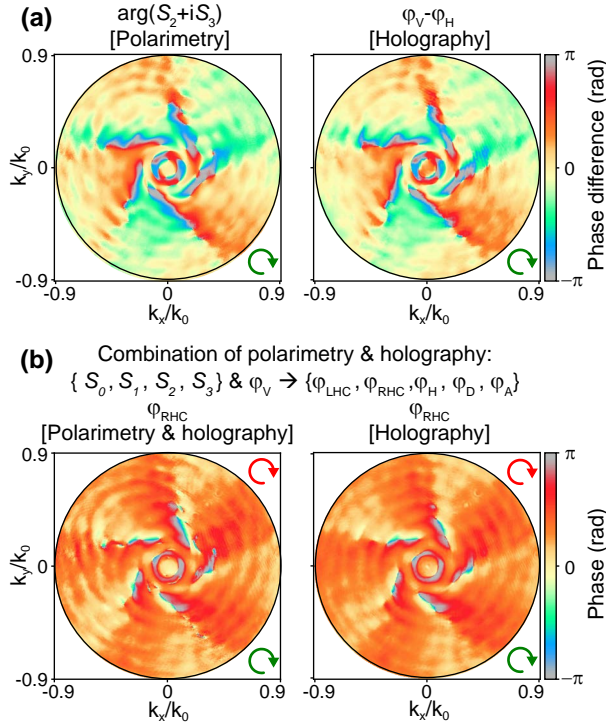 (a)
arg(S₂+iS₃)
[Polarimetry]
φV-φH
[Holography]
0.9
0
-0.9
ky/k0
-0.9
0
0.9
kx/k0
-0.9
0
0.9
kx/k0
π
0
−π
Phase difference (rad)
(b)
Combination of polarimetry & holography:
{ S₀, S₁, S₂, S₃} & φV → {φLHC, φRHC, φH, φD, φA}
φRHC
[Polarimetry & holography]
φRHC
[Holography]
0.9
0
-0.9
ky/k0
-0.9
0
0.9
kx/k0
-0.9
0
0.9
kx/k0
π
0
−π
Phase (rad)